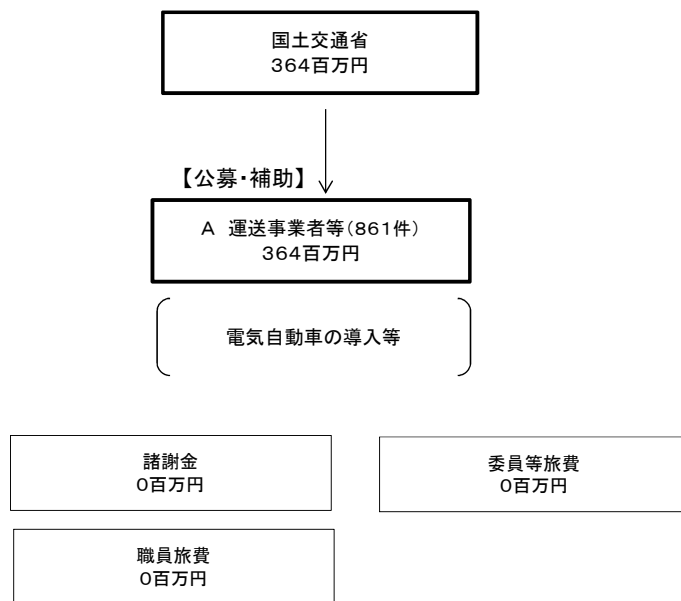 国土交通省
364百万円
【公募・補助】
A 運送事業者等(861件)
364百万円
電気自動車の導入等
諸謝金
0百万円
委員等旅費
0百万円
職員旅費
0百万円